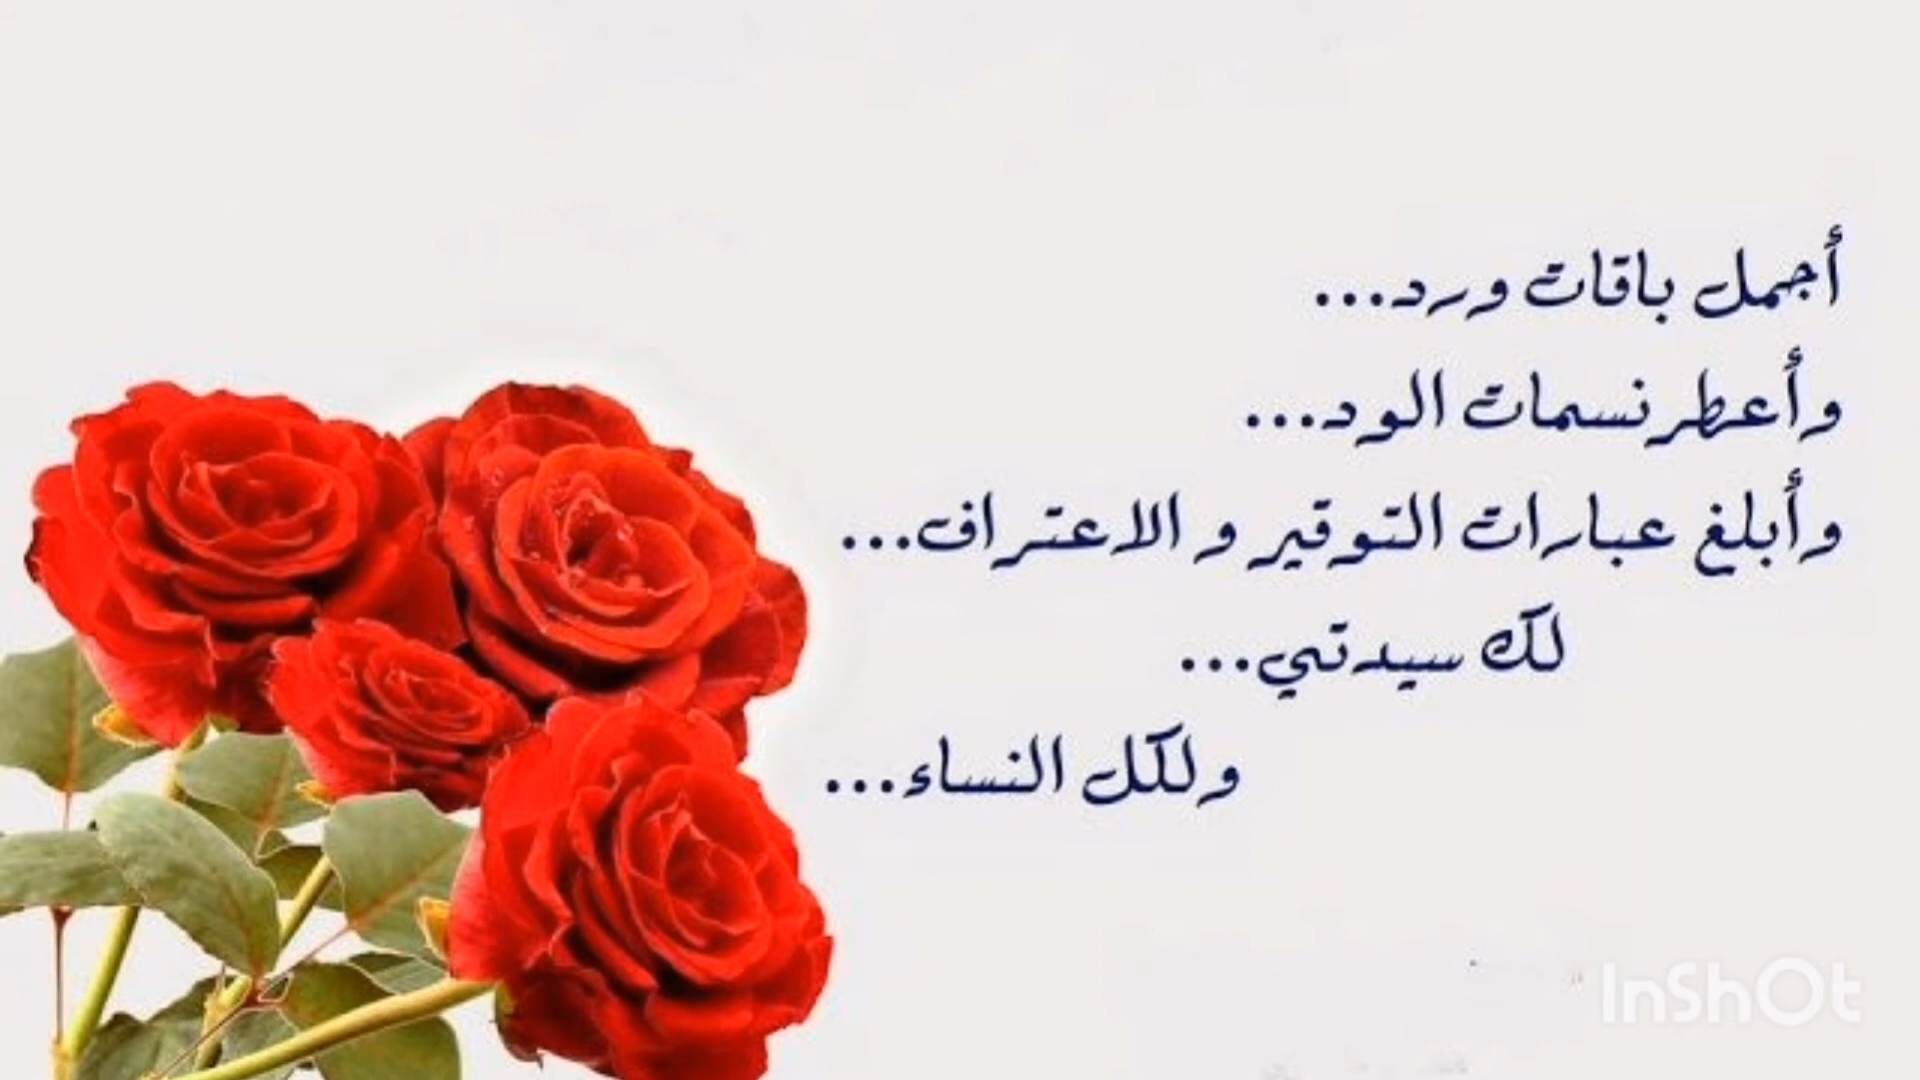 أجمل باقات ورد...
وأعطر نسمات الود...
وأبلغ عبارات التوقير و الاعتراف...
لك سيدتي...
ولكل النساء...
InShOt